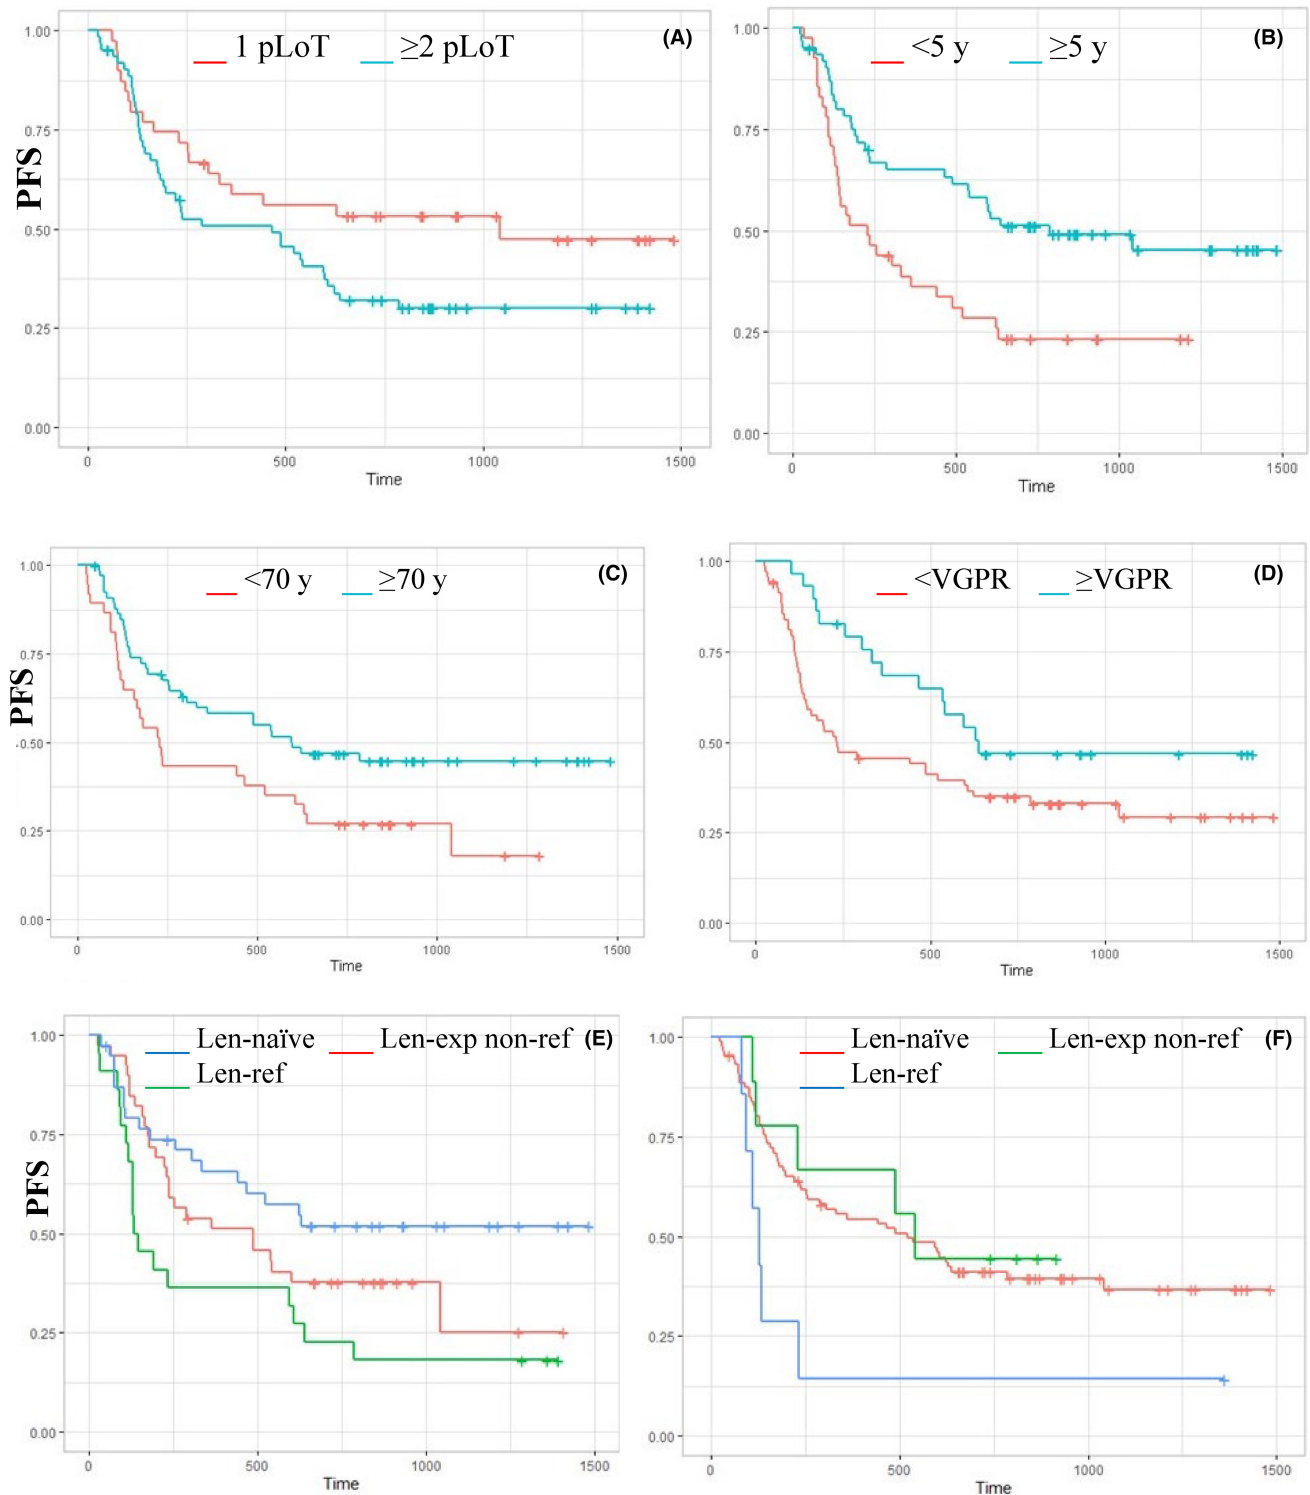 1 pLoT ≥2 pLoT (A)
1.00
0.75
0.50
0.25
0.00
PFS
0 500 1000 1500
Time
<5 y ≥5 y (B)
1.00
0.75
0.50
0.25
0.00
0 500 1000 1500
Time
<70 y ≥70 y (C)
1.00
0.75
0.50
0.25
0.00
PFS
0 500 1000 1500
Time
<VGPR ≥VGPR (D)
1.00
0.75
0.50
0.25
0.00
0 500 1000 1500
Time
Len-naïve Len-exp non-ref (E)
Len-ref
1.00
0.75
0.50
0.25
0.00
PFS
0 500 1000 1500
Time
Len-naïve Len-exp non-ref (F)
Len-ref
1.00
0.75
0.50
0.25
0.00
0 500 1000 1500
Time